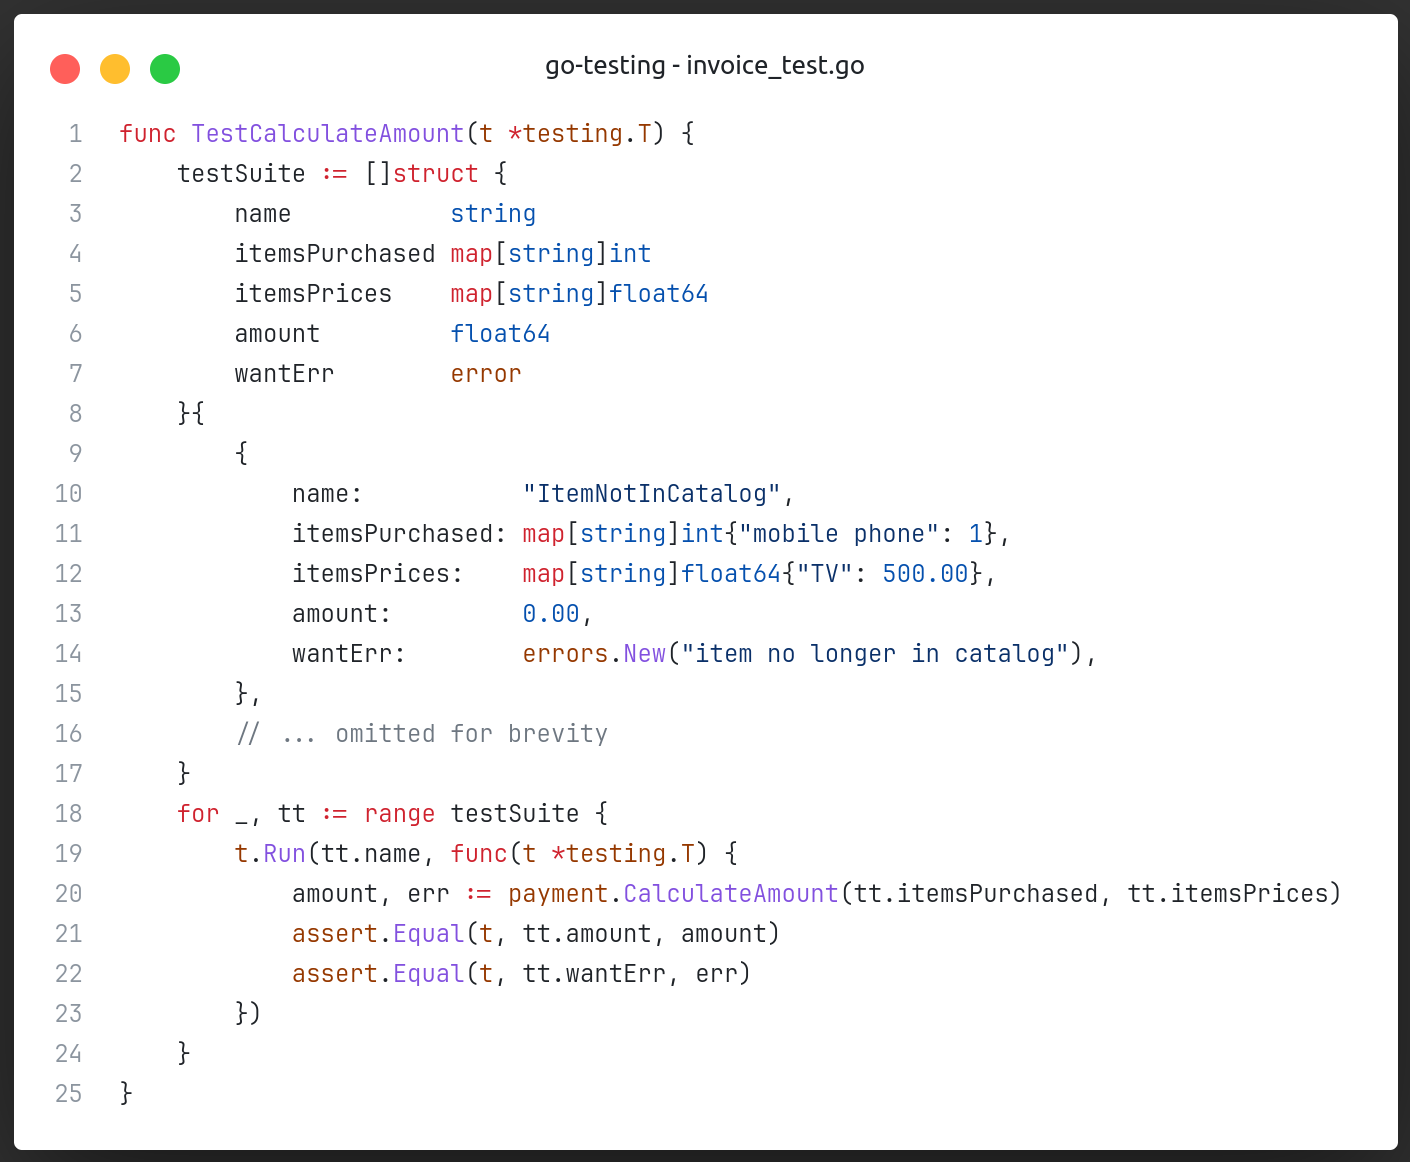 go-testing - invoice_test.go
1 func TestCalculateAmount(t *testing.T) {
2     testSuite := []struct {
3         name           string
4         itemsPurchased map[string]int
5         itemsPrices    map[string]float64
6         amount         float64
7         wantErr        error
8     }{
9         {
10             name:           "ItemNotInCatalog",
11             itemsPurchased: map[string]int{"mobile phone": 1},
12             itemsPrices:    map[string]float64{"TV": 500.00},
13             amount:         0.00,
14             wantErr:        errors.New("item no longer in catalog"),
15         },
16         // ... omitted for brevity
17     }
18     for _, tt := range testSuite {
19         t.Run(tt.name, func(t *testing.T) {
20             amount, err := payment.CalculateAmount(tt.itemsPurchased, tt.itemsPrices)
21             assert.Equal(t, tt.amount, amount)
22             assert.Equal(t, tt.wantErr, err)
23         })
24     }
25 }